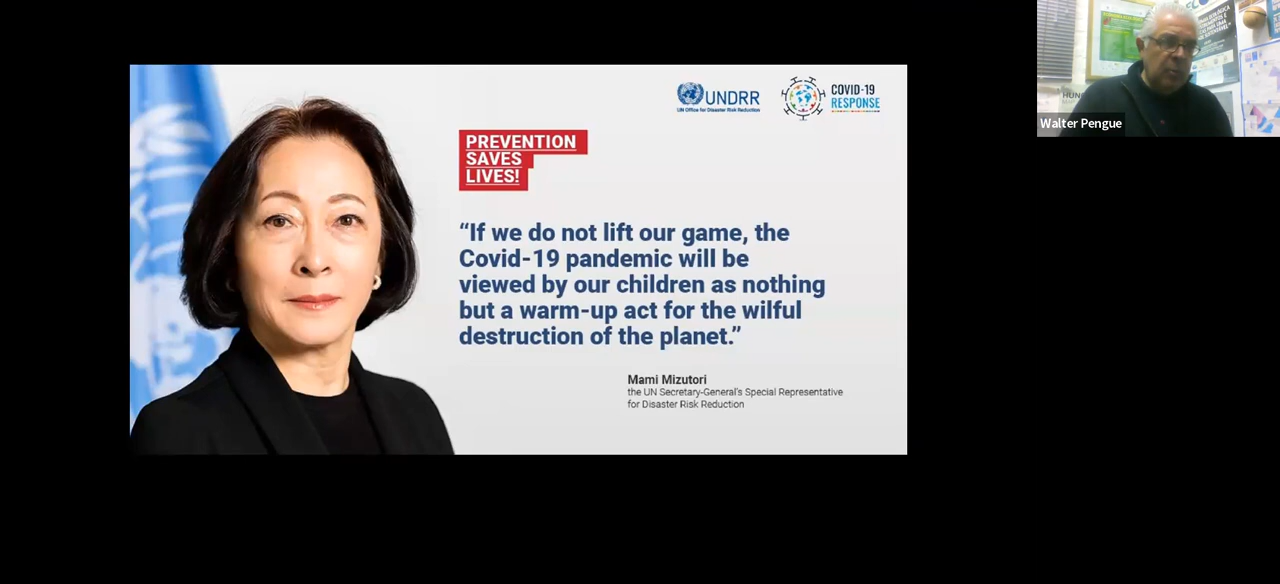 UNDRR
UN Office for Disaster Risk Reduction
COVID-19
RESPONSE
PREVENTION
SAVES
LIVES!
“If we do not lift our game, the
Covid-19 pandemic will be
viewed by our children as nothing
but a warm-up act for the wilful
destruction of the planet.”
Mami Mizutori
the UN Secretary-General's Special Representative
for Disaster Risk Reduction
Walter Pengue